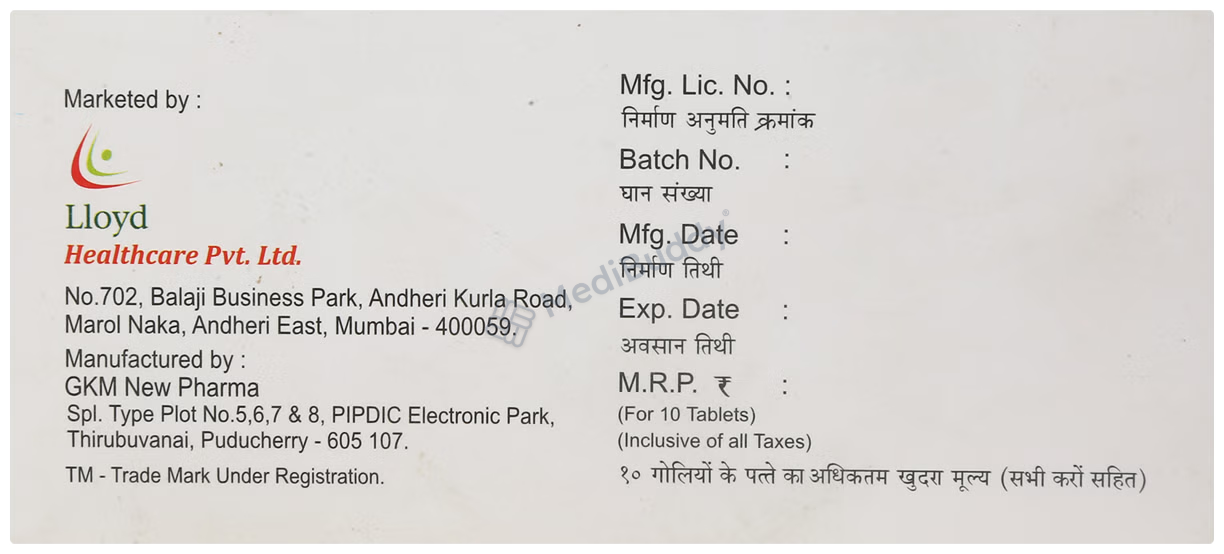 Marketed by :
Lloyd
Healthcare Pvt. Ltd.
No.702, Balaji Business Park, Andheri Kurla Road,
Marol Naka, Andheri East, Mumbai - 400059.
Manufactured by :
GKM New Pharma
Spl. Type Plot No.5,6,7 & 8, PIPDIC Electronic Park,
Thirubuvanai, Puducherry - 605 107.
TM - Trade Mark Under Registration.
Mfg. Lic. No. :
निर्माण अनुमति क्रमांक
Batch No. :
घान संख्या
Mfg. Date :
निर्माण तिथी
Exp. Date :
अवसान तिथी
M.R.P. ₹ :
(For 10 Tablets)
(Inclusive of all Taxes)
१० गोलियों के पत्ते का अधिकतम खुदरा मूल्य (सभी करों सहित)
MediBuddy